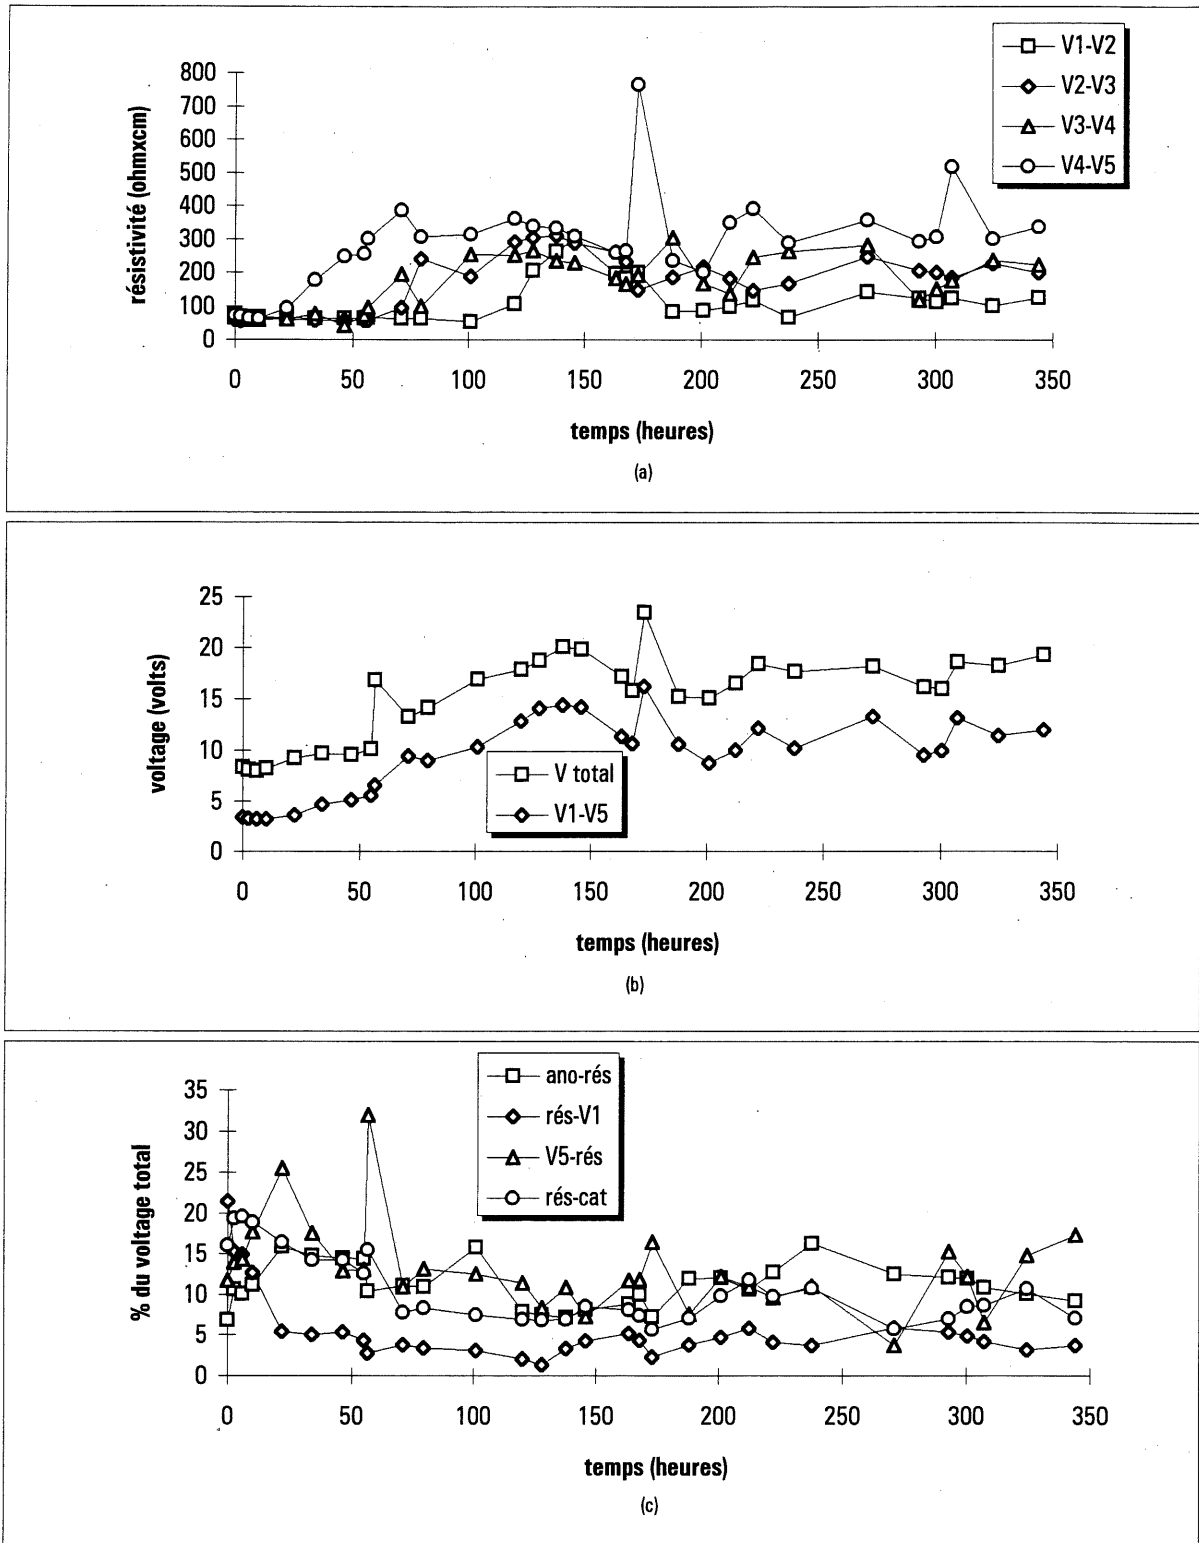 V1-V2
V2-V3
V3-V4
V4-V5
résistivité (ohmxcm)
800
700
600
500
400
300
200
100
0
0 50 100 150 200 250 300 350
temps (heures)
(a)
voltage (volts)
25
20
15
10
5
0
V total
V1-V5
0 50 100 150 200 250 300 350
temps (heures)
(b)
ano-rés
rés-V1
V5-rés
rés-cat
% du voltage total
35
30
25
20
15
10
5
0
0 50 100 150 200 250 300 350
temps (heures)
(c)